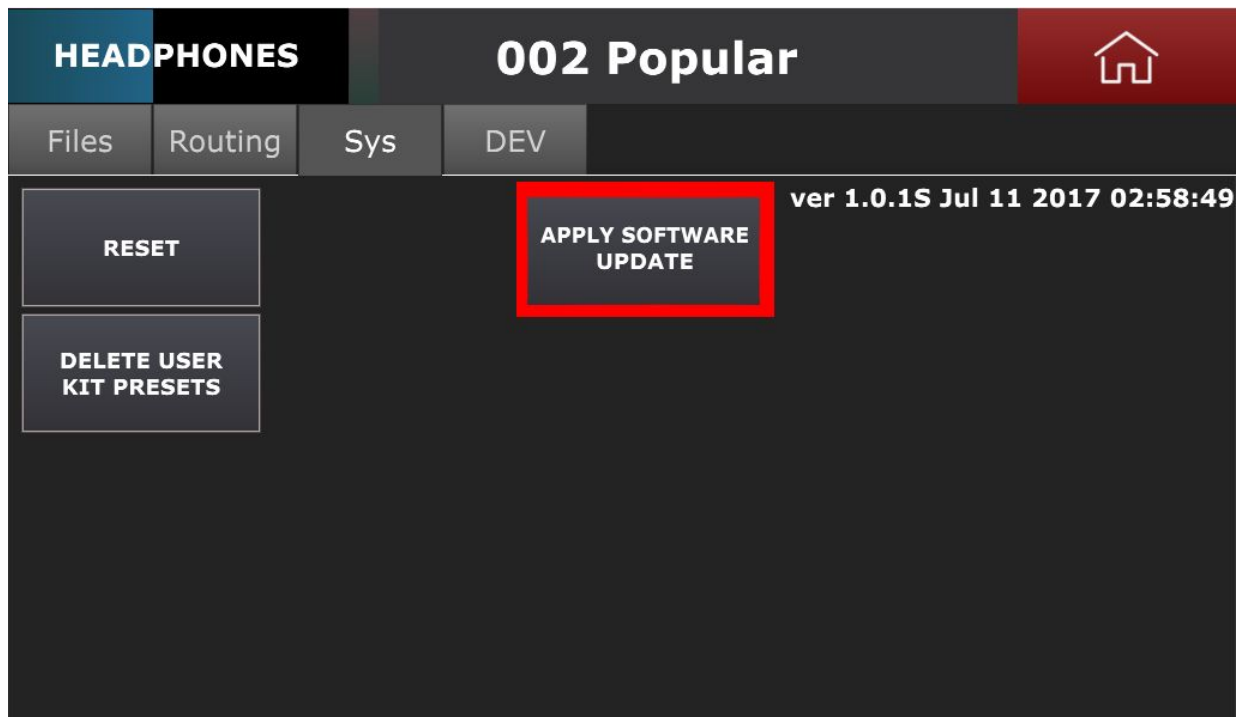 HEADPHONES
002 Popular
Files Routing Sys DEV
RESET
APPLY SOFTWARE
UPDATE
ver 1.0.1S Jul 11 2017 02:58:49
DELETE USER
KIT PRESETS